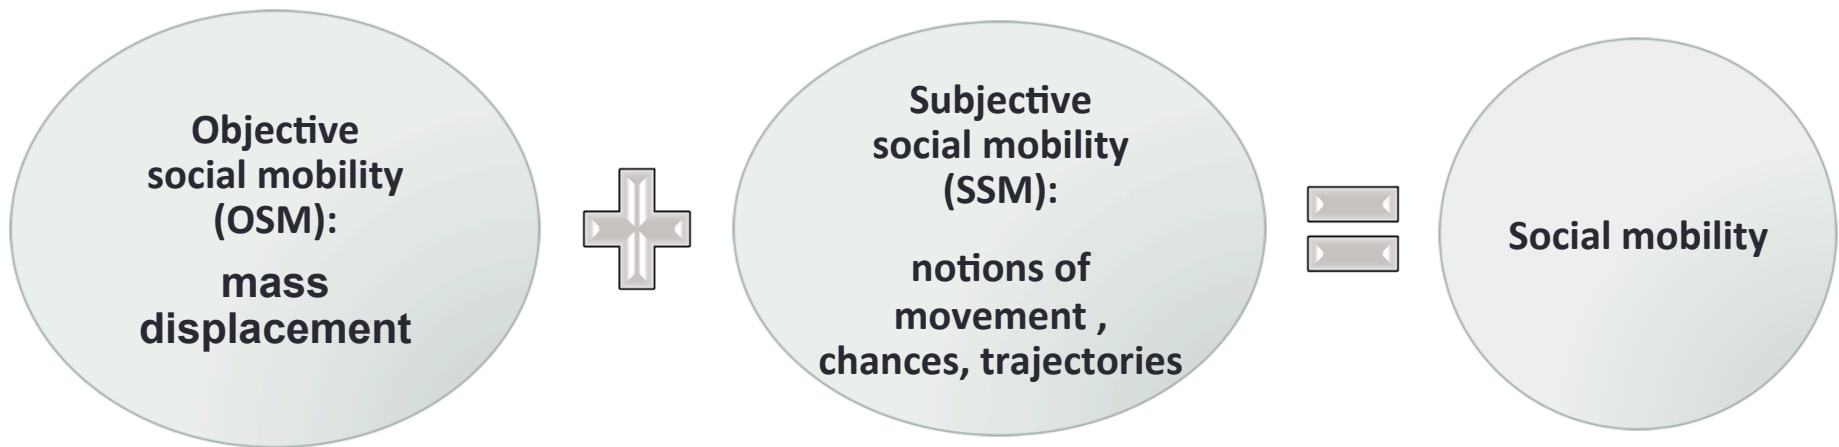 Objective
social mobility
(OSM):
mass
displacement
Subjective
social mobility
(SSM):
notions of
movement ,
chances, trajectories
Social mobility